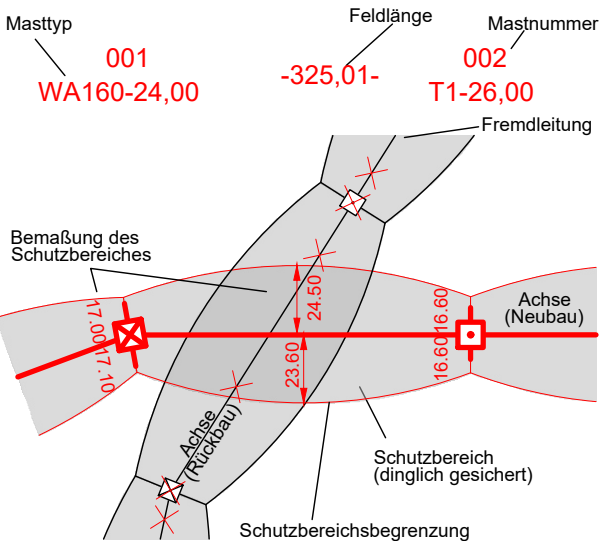 Masttyp
Feldlänge
Mastnummer
001
WA160-24,00
-325,01-
002
T1-26,00
Fremdleitung
Bemaßung des
Schutzbereiches
17.00
17.10
24.50
23.60
16.60
16.60
Achse
(Neubau)
Achse
(Rückbau)
Schutzbereich
(dinglich gesichert)
Schutzbereichsbegrenzung